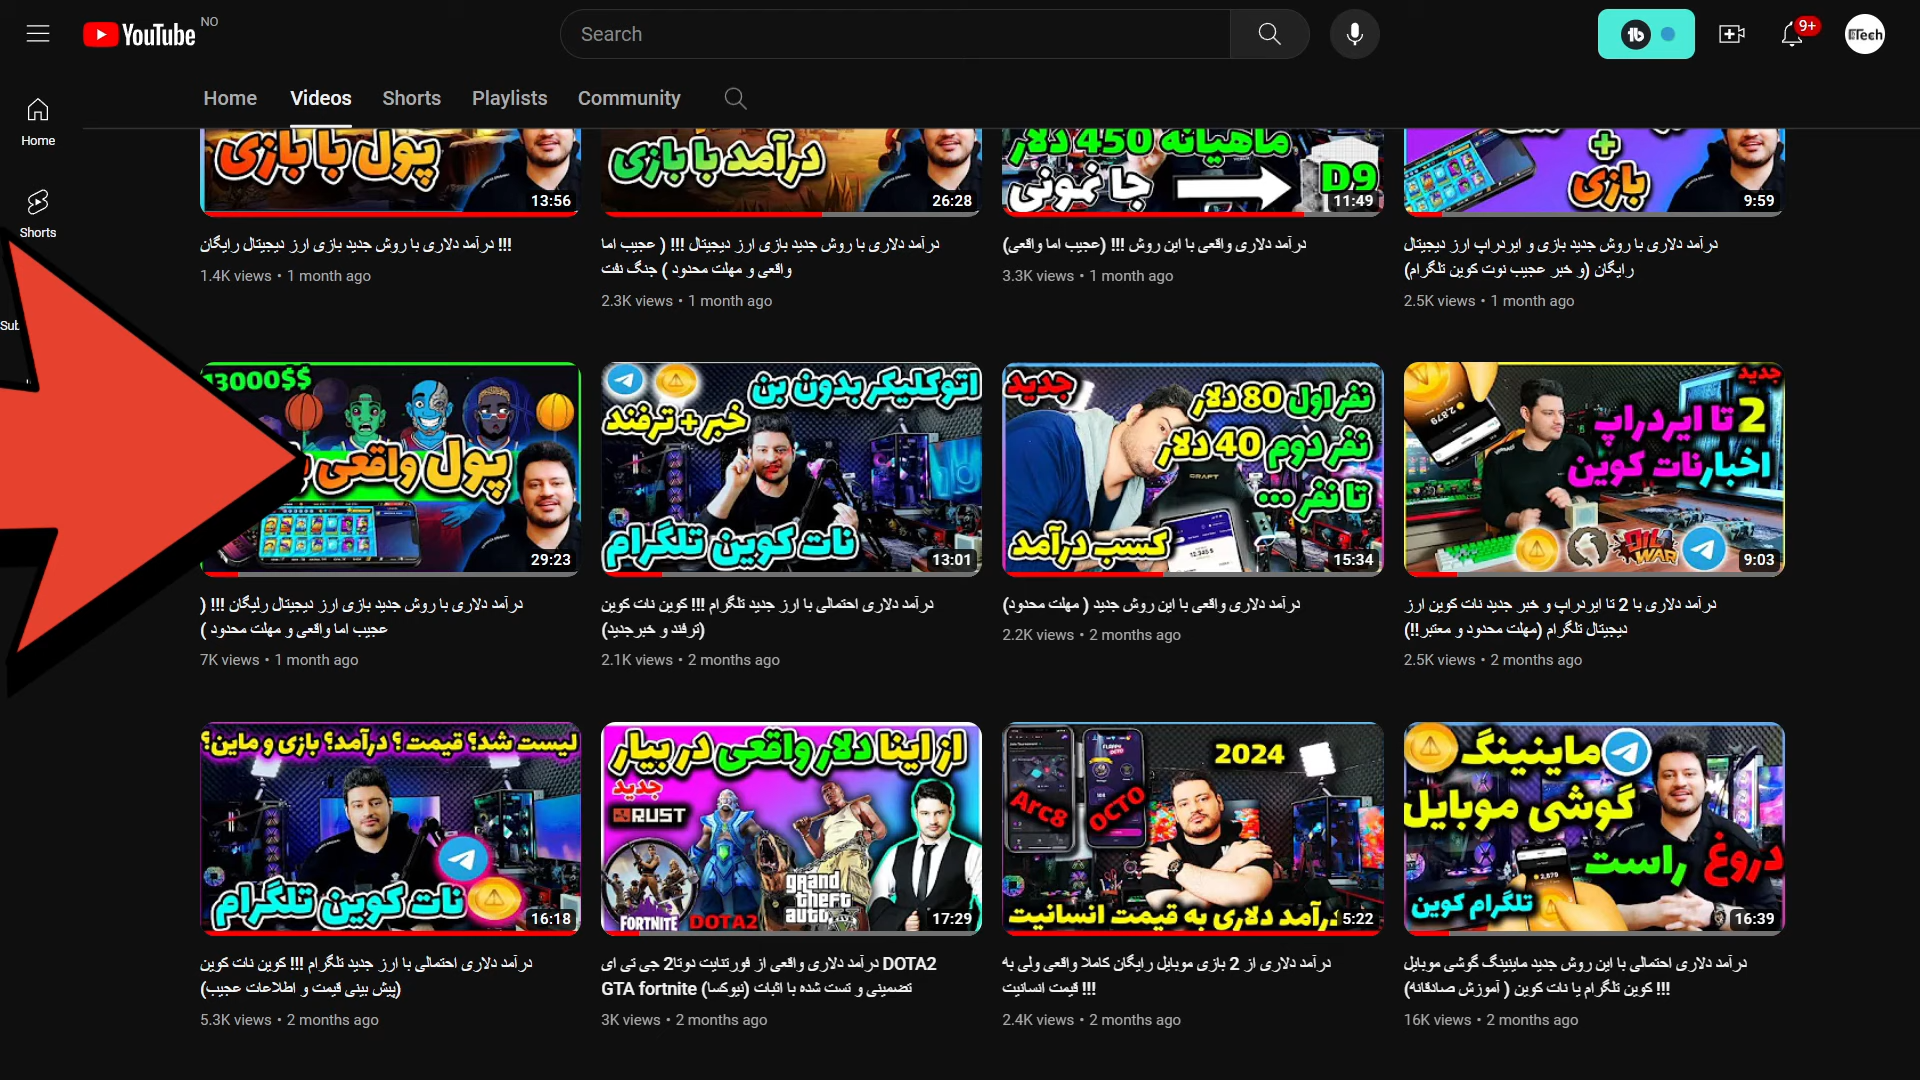 YouTube NO
Search
9+
Tech
Home Videos Shorts Playlists Community
Home
Shorts
Sub
پول با بازی
13:56
درآمد با بازی
26:28
ماهیانه 450 دلار
جا نمونی
D9
11:49
+
بازی
9:59
درآمد دلاری با روش جدید بازی ارز دیجیتال رایگان !!!
1.4K views • 1 month ago
درآمد دلاری با روش جدید بازی ارز دیجیتال !!! ( عجیب اما
واقعی و مهلت محدود ) جنگ نفت
2.3K views • 1 month ago
درآمد دلاری واقعی با این روش !!! (عجیب اما واقعی)
3.3K views • 1 month ago
درآمد دلاری با روش جدید بازی و ایردراپ ارز دیجیتال
رایگان (و خبر عجیب نوت کوین تلگرام)
2.5K views • 1 month ago
13000$$
پول واقعی
29:23
اتوکلیکر بدون بن
خبر + ترفند
نات کوین تلگرام
13:01
جدید
نفر اول 80 دلار
نفر دوم 40 دلار
تا نفر ...
کسب درآمد
15:34
جدید
2 تا ایردراپ
اخبار نات کوین
OIL WAR
9:03
درآمد دلاری با روش جدید بازی ارز دیجیتال رلیگان !!! (
عجیب اما واقعی و مهلت محدود )
7K views • 1 month ago
درآمد دلاری احتمالی با ارز جدید تلگرام !!! کوین نات کوین
(ترفند و خبرجدید)
2.1K views • 2 months ago
درآمد دلاری واقعی با این روش جدید ( مهلت محدود)
2.2K views • 2 months ago
درآمد دلاری با 2 تا ایردراپ و خبر جدید نات کوین ارز
دیجیتال تلگرام (مهلت محدود و معتبر!!)
2.5K views • 2 months ago
لیست شد؟ قیمت ؟ درآمد؟ بازی و ماین؟
نات کوین تلگرام
16:18
از اینا دلار واقعی در بیار
جدید
RUST
FORTNITE
DOTA2
grand
theft
auto
17:29
2024
Arc8
OCTO
درآمد دلاری به قیمت انسانیت
5:22
ماینینگ
گوشی موبایل
دروغ راست
تلگرام کوین
16:39
درآمد دلاری احتمالی با ارز جدید تلگرام !!! کوین نات کوین
(پیش بینی قیمت و اطلاعات عجیب)
5.3K views • 2 months ago
درآمد دلاری واقعی از فورتنایت دوتا2 جی تی ای DOTA2
GTA fortnite تضمینی و تست شده با اثبات (نیوکسا)
3K views • 2 months ago
درآمد دلاری از 2 بازی موبایل رایگان کاملا واقعی ولی به
قیمت انسانیت !!!
2.4K views • 2 months ago
درآمد دلاری احتمالی با این روش جدید ماینینگ گوشی موبایل
!!! کوین تلگرام یا نات کوین ( آموزش صادقانه)
16K views • 2 months ago